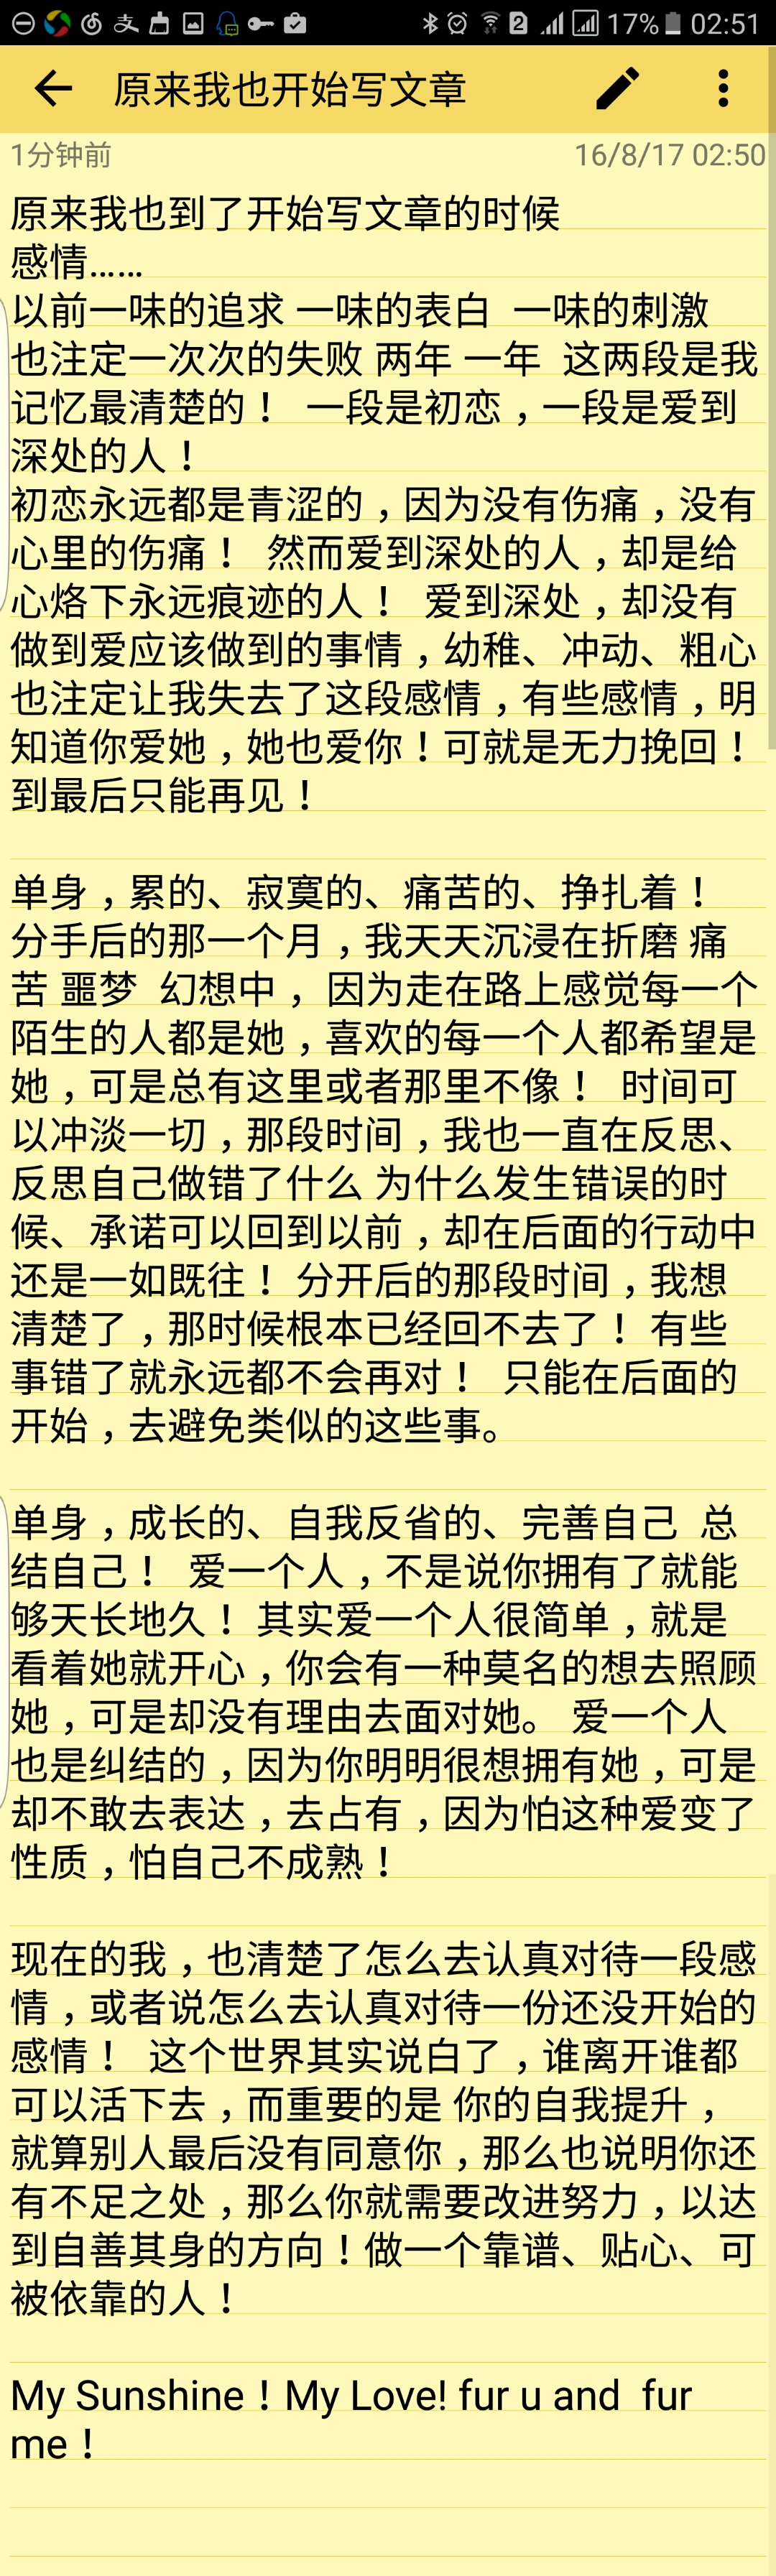 2 17% 02:51
原来我也开始写文章
1分钟前 16/8/17 02:50
原来我也到了开始写文章的时候
感情……
以前一味的追求 一味的表白  一味的刺激
也注定一次次的失败 两年 一年  这两段是我
记忆最清楚的！  一段是初恋，一段是爱到
深处的人！
初恋永远都是青涩的，因为没有伤痛，没有
心里的伤痛！  然而爱到深处的人，却是给
心烙下永远痕迹的人！  爱到深处，却没有
做到爱应该做到的事情，幼稚、冲动、粗心
也注定让我失去了这段感情，有些感情，明
知道你爱她，她也爱你！可就是无力挽回！
到最后只能再见！
单身，累的、寂寞的、痛苦的、挣扎着！
分手后的那一个月，我天天沉浸在折磨 痛
苦 噩梦  幻想中，因为走在路上感觉每一个
陌生的人都是她，喜欢的每一个人都希望是
她，可是总有这里或者那里不像！  时间可
以冲淡一切，那段时间，我也一直在反思、
反思自己做错了什么 为什么发生错误的时
候、承诺可以回到以前，却在后面的行动中
还是一如既往！ 分开后的那段时间，我想
清楚了，那时候根本已经回不去了！ 有些
事错了就永远都不会再对！  只能在后面的
开始，去避免类似的这些事。
单身，成长的、自我反省的、完善自己  总
结自己！  爱一个人，不是说你拥有了就能
够天长地久！ 其实爱一个人很简单，就是
看着她就开心，你会有一种莫名的想去照顾
她，可是却没有理由去面对她。 爱一个人
也是纠结的，因为你明明很想拥有她，可是
却不敢去表达，去占有，因为怕这种爱变了
性质，怕自己不成熟！
现在的我，也清楚了怎么去认真对待一段感
情，或者说怎么去认真对待一份还没开始的
感情！  这个世界其实说白了，谁离开谁都
可以活下去，而重要的是 你的自我提升，
就算别人最后没有同意你，那么也说明你还
有不足之处，那么你就需要改进努力，以达
到自善其身的方向！做一个靠谱、贴心、可
被依靠的人！
My Sunshine！My Love! fur u and  fur
me！